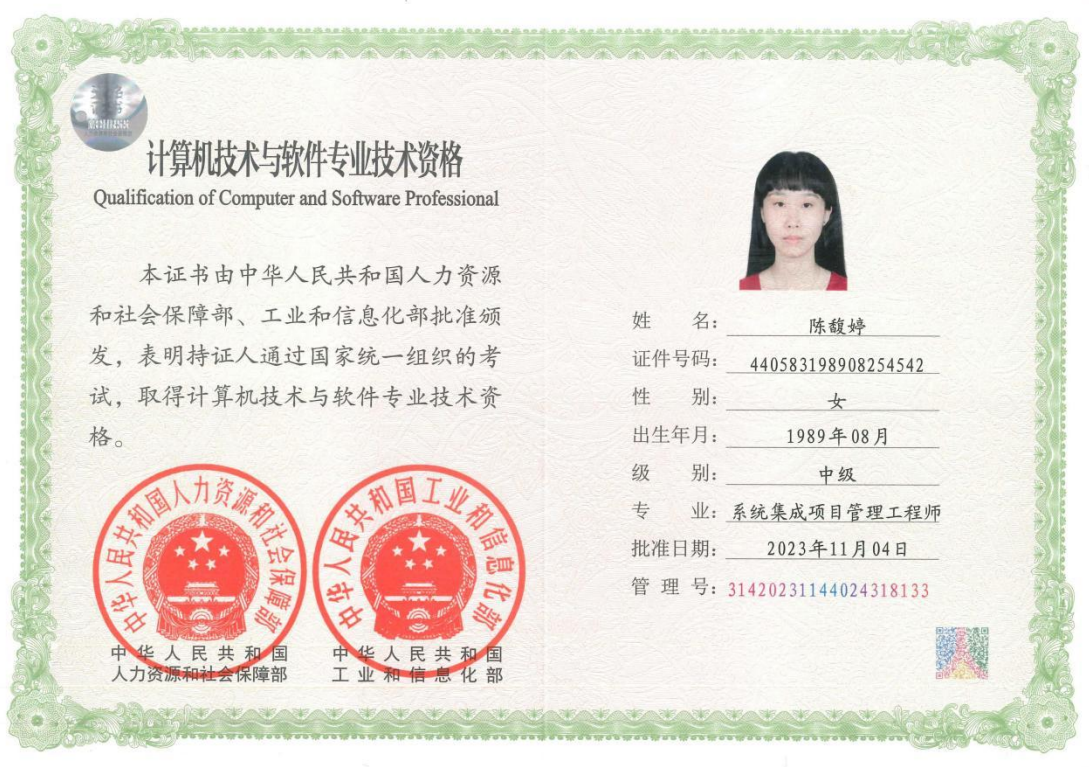 计算机技术与软件专业技术资格
Qualification of Computer and Software Professional
本证书由中华人民共和国人力资源
和社会保障部、工业和信息化部批准颁
发，表明持证人通过国家统一组织的考
试，取得计算机技术与软件专业技术资
格。
中华人民共和国人力资源和社会保障部
中华人民共和国工业和信息化部
中华人民共和国
人力资源和社会保障部
中华人民共和国
工业和信息化部
姓 名：陈馥婷
证件号码：440583198908254542
性 别：女
出生年月：1989年08月
级 别：中级
专 业：系统集成项目管理工程师
批准日期：2023年11月04日
管 理 号：31420231144024318133